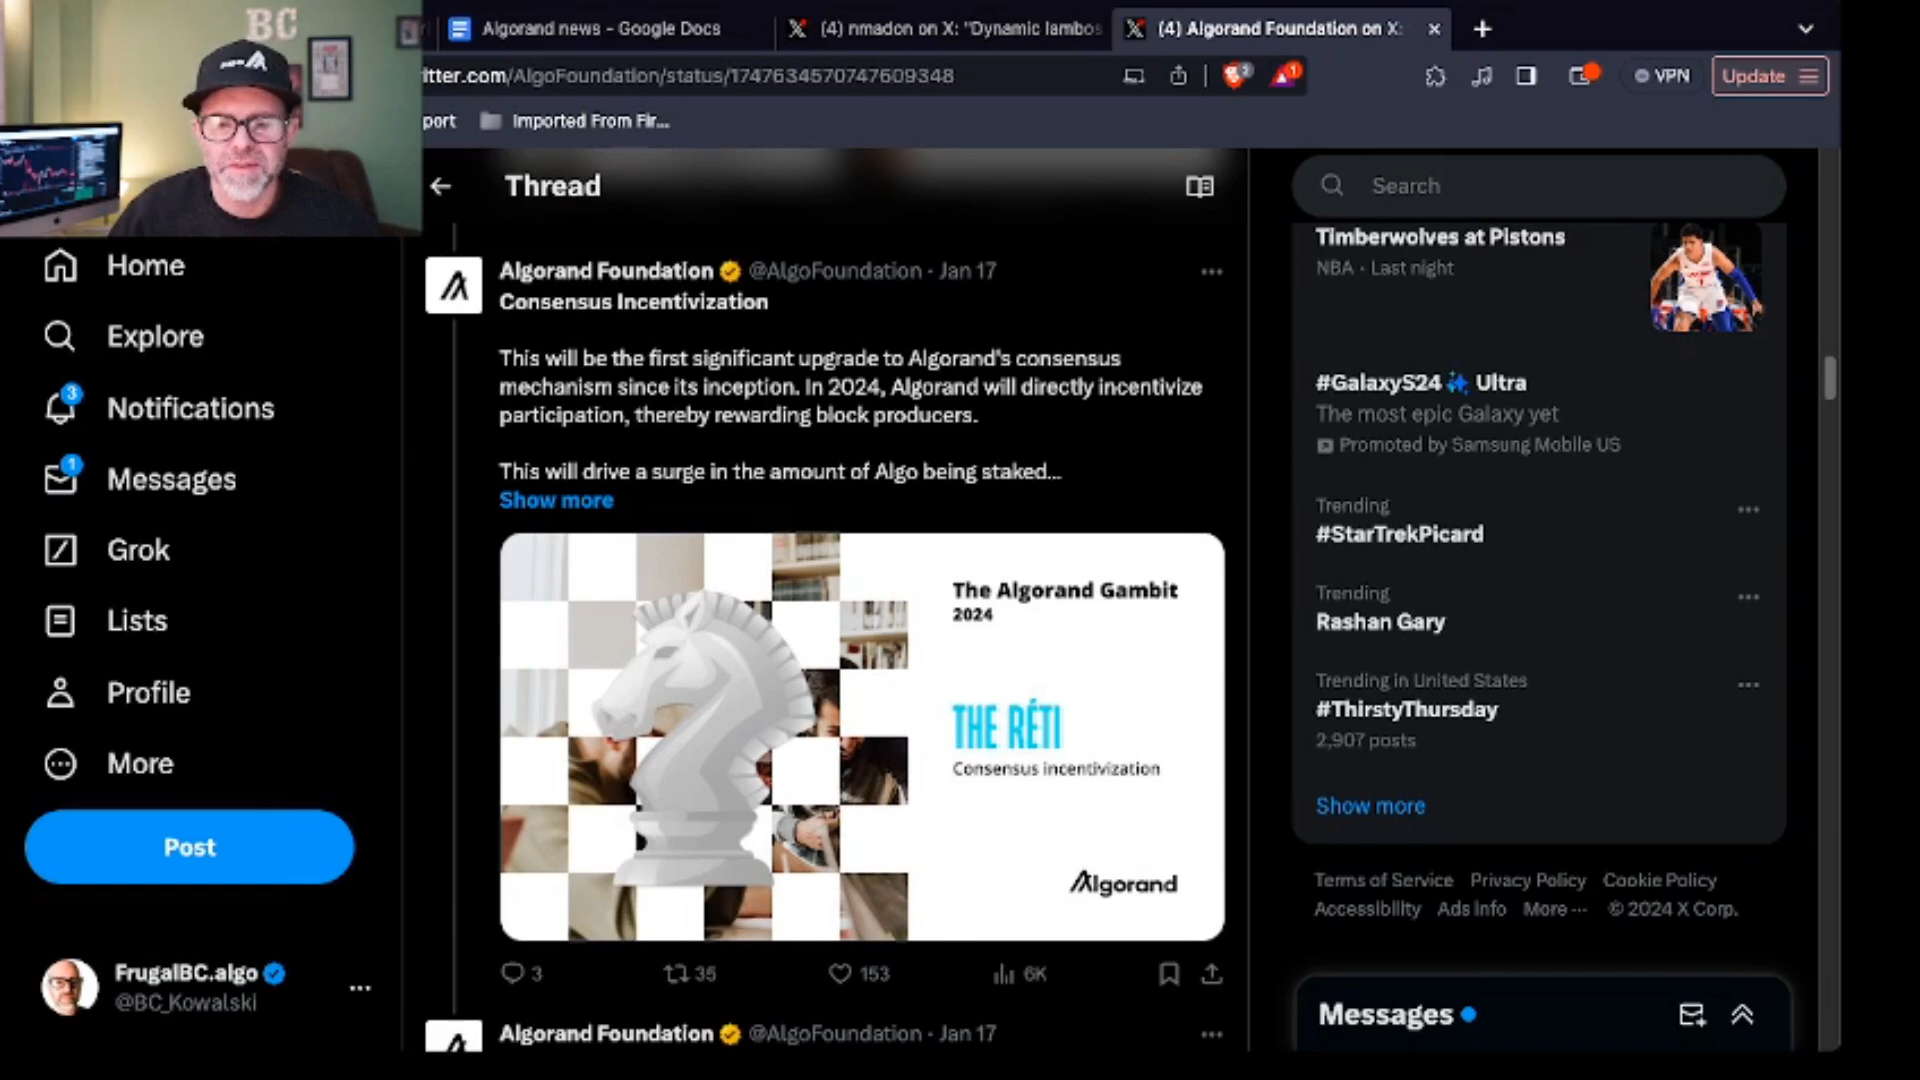 BC
Algorand news - Google Docs
(4) nmadon on X: "Dynamic lambos
(4) Algorand Foundation on X:
itter.com/AlgoFoundation/status/1747634570747609348
2
1
VPN
Update
port
Imported From Fir...
Thread
Search
Home
Explore
3
Notifications
1
Messages
Grok
Lists
Profile
More
Post
FrugalBC.algo
@BC_Kowalski
Algorand Foundation @AlgoFoundation · Jan 17
Consensus Incentivization
This will be the first significant upgrade to Algorand's consensus
mechanism since its inception. In 2024, Algorand will directly incentivize
participation, thereby rewarding block producers.
This will drive a surge in the amount of Algo being staked...
Show more
The Algorand Gambit
2024
THE RÉTI
Consensus incentivization
Algorand
3
35
153
6K
Algorand Foundation @AlgoFoundation · Jan 17
Timberwolves at Pistons
NBA · Last night
#GalaxyS24 Ultra
The most epic Galaxy yet
Promoted by Samsung Mobile US
Trending
#StarTrekPicard
Trending
Rashan Gary
Trending in United States
#ThirstyThursday
2,907 posts
Show more
Terms of Service Privacy Policy Cookie Policy
Accessibility Ads info More ··· © 2024 X Corp.
Messages